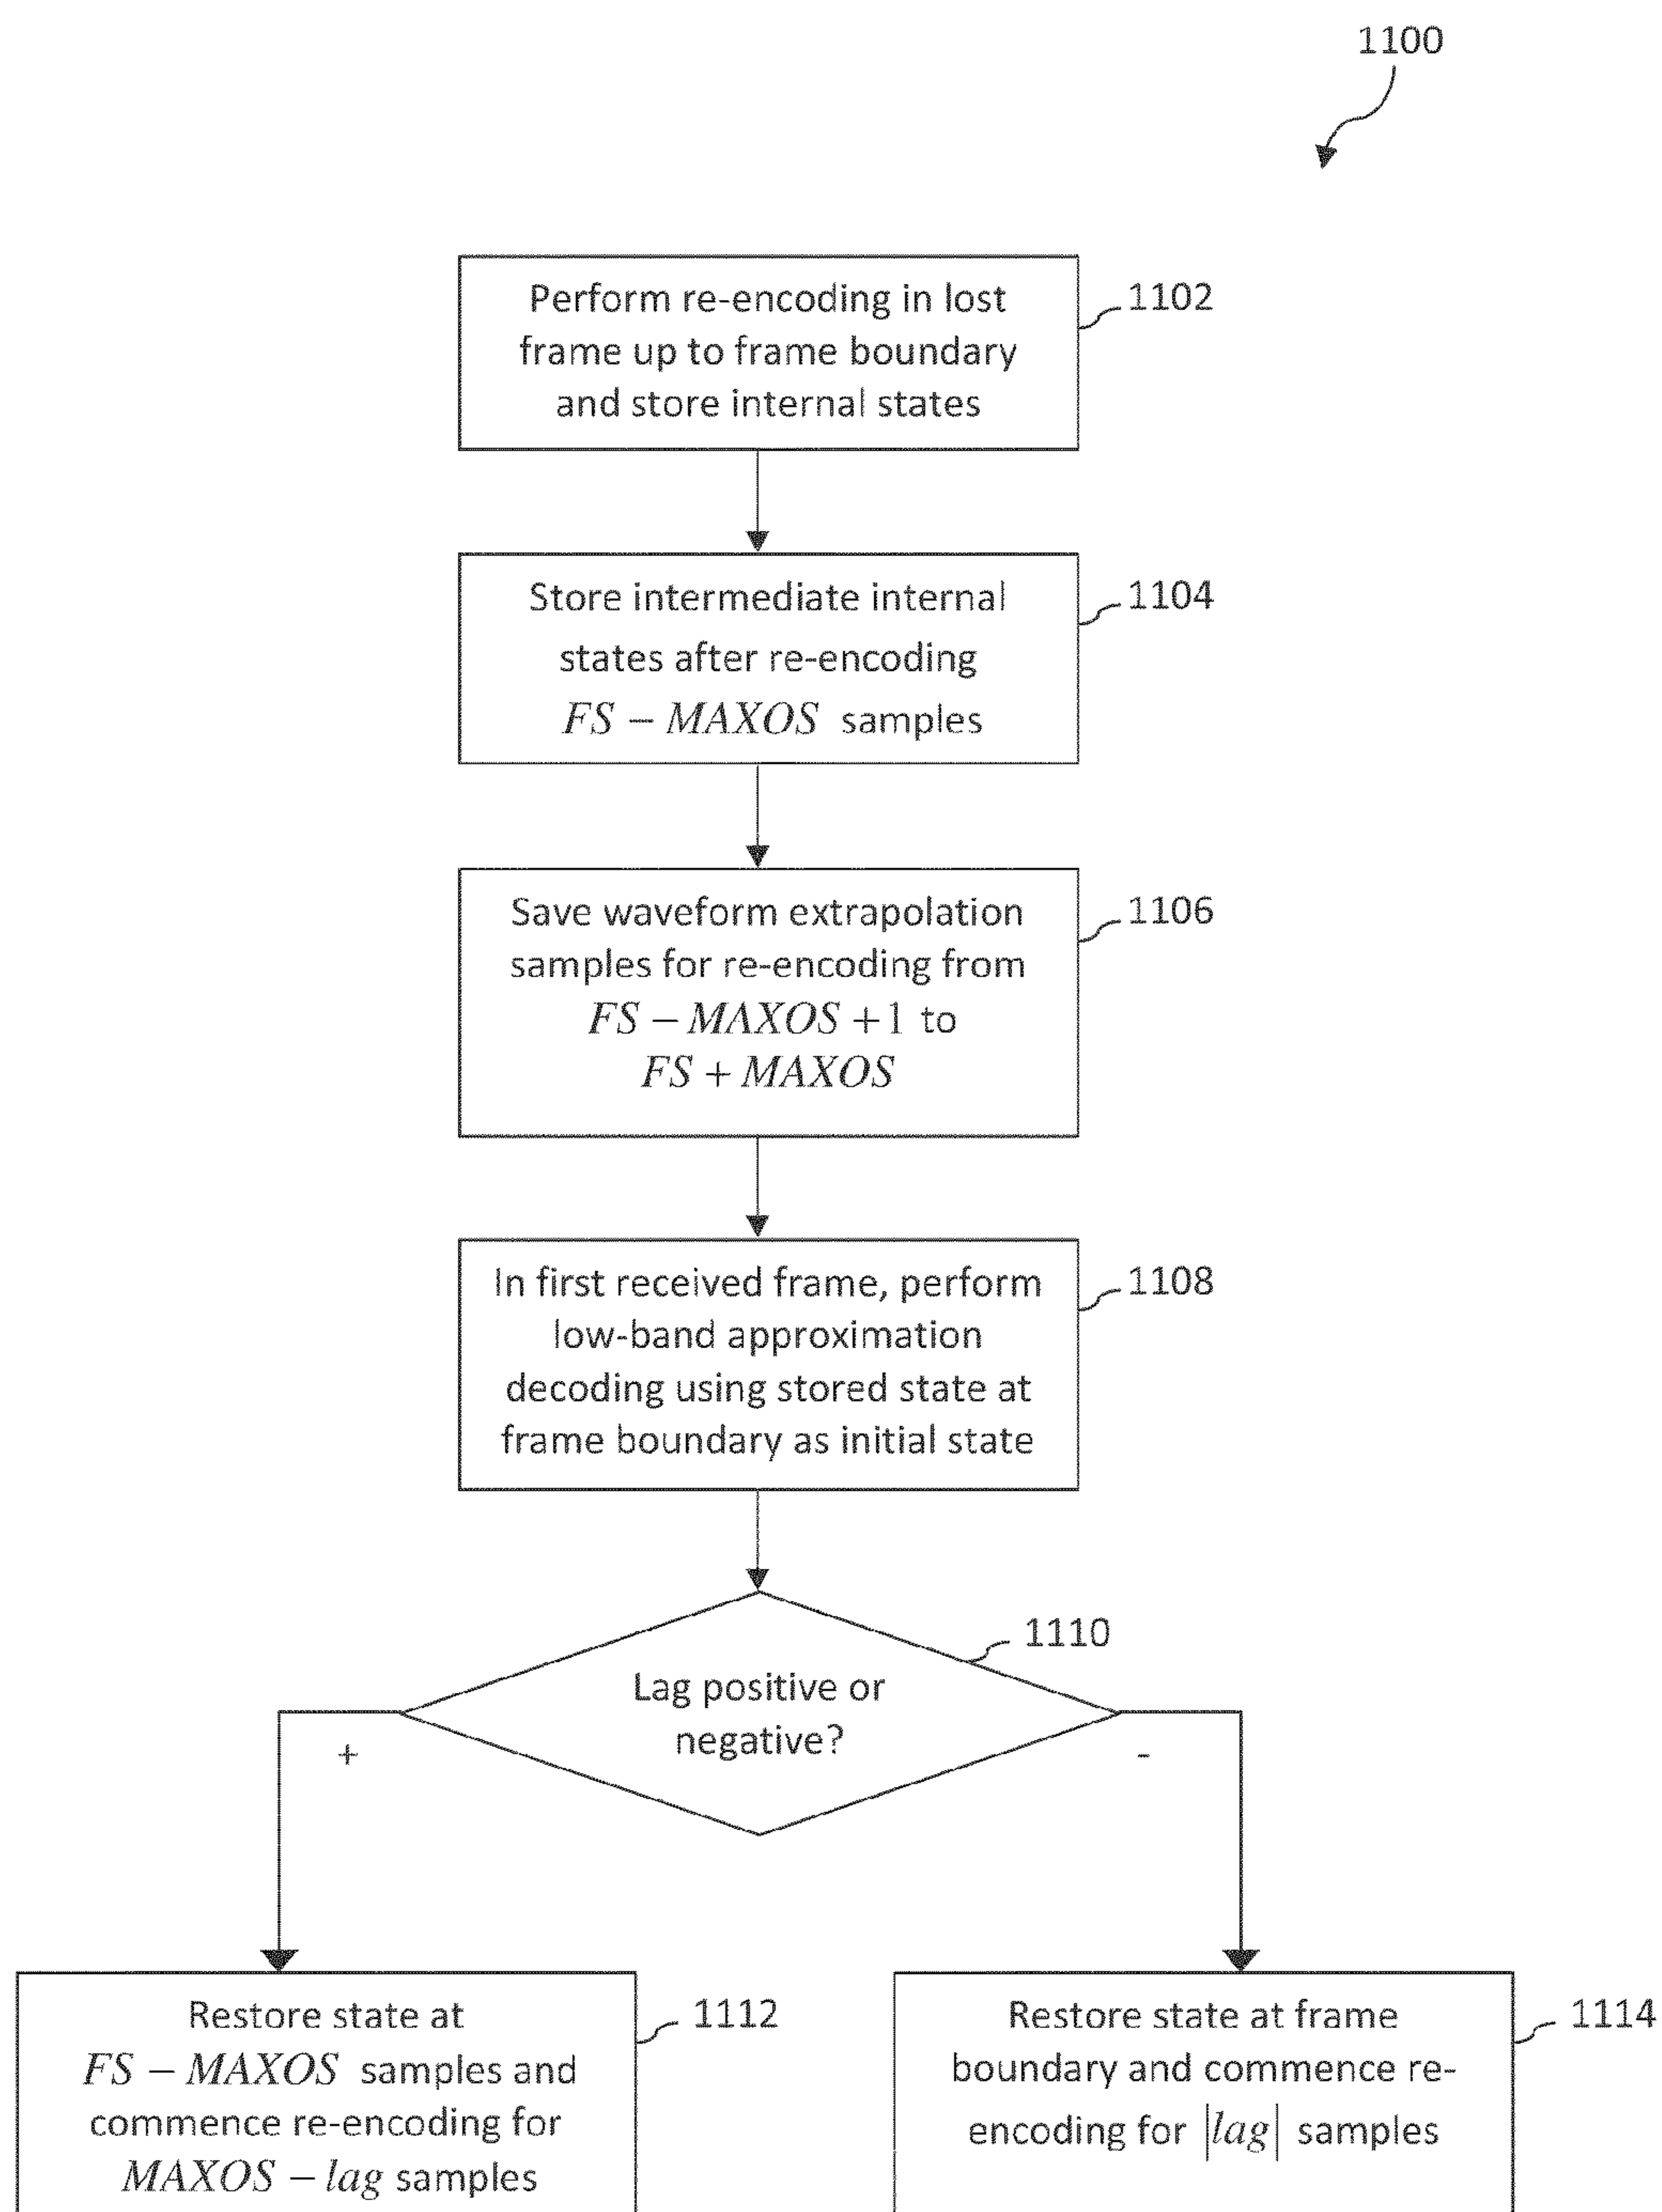 1100
Perform re-encoding in lost
frame up to frame boundary
and store internal states
1102
Store intermediate internal
states after re-encoding
FS − MAXOS samples
1104
Save waveform extrapolation
samples for re-encoding from
FS − MAXOS + 1 to
FS + MAXOS
1106
In first received frame, perform
low-band approximation
decoding using stored state at
frame boundary as initial state
1108
Lag positive or
negative?
1110
+
-
Restore state at
FS − MAXOS samples and
commence re-encoding for
MAXOS − lag samples
1112
Restore state at frame
boundary and commence re-
encoding for |lag| samples
1114